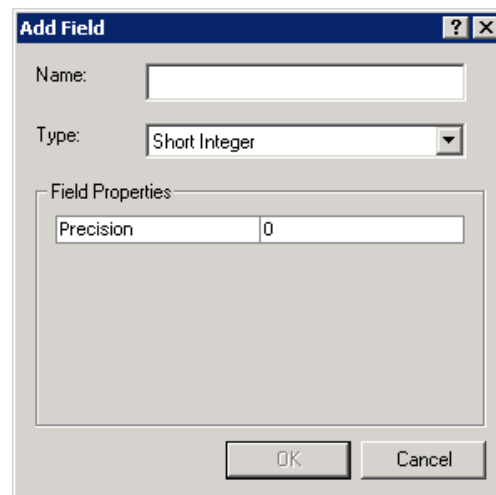 Add Field
Name:
Type: Short Integer
Field Properties
Precision 0
OK Cancel